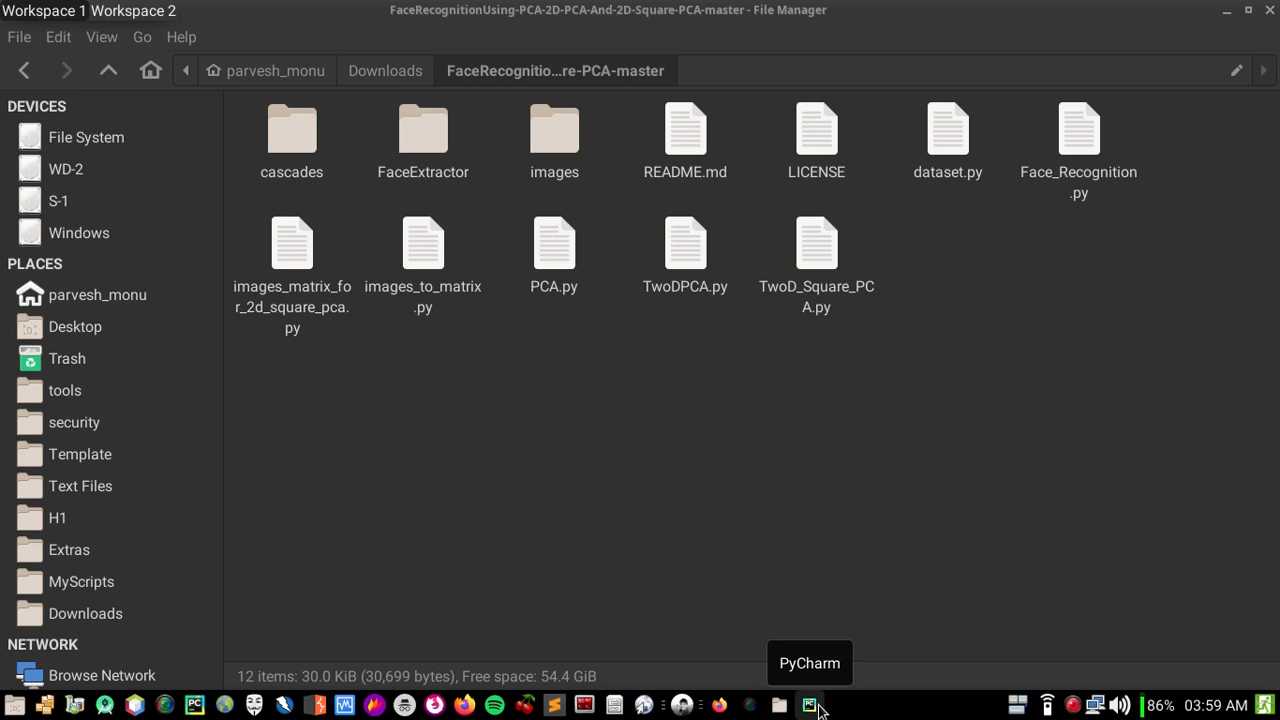 Workspace 1 Workspace 2
FaceRecognitionUsing-PCA-2D-PCA-And-2D-Square-PCA-master - File Manager
File Edit View Go Help
parvesh_monu Downloads FaceRecognitio...re-PCA-master
DEVICES
File System
WD-2
S-1
Windows
PLACES
parvesh_monu
Desktop
Trash
tools
security
Template
Text Files
H1
Extras
MyScripts
Downloads
NETWORK
Browse Network
cascades
FaceExtractor
images
README.md
LICENSE
dataset.py
Face_Recognition
.py
images_matrix_fo
r_2d_square_pca.
py
images_to_matrix
.py
PCA.py
TwoDPCA.py
TwoD_Square_PC
A.py
12 items: 30.0 KiB (30,699 bytes), Free space: 54.4 GiB
PyCharm
86% 03:59 AM